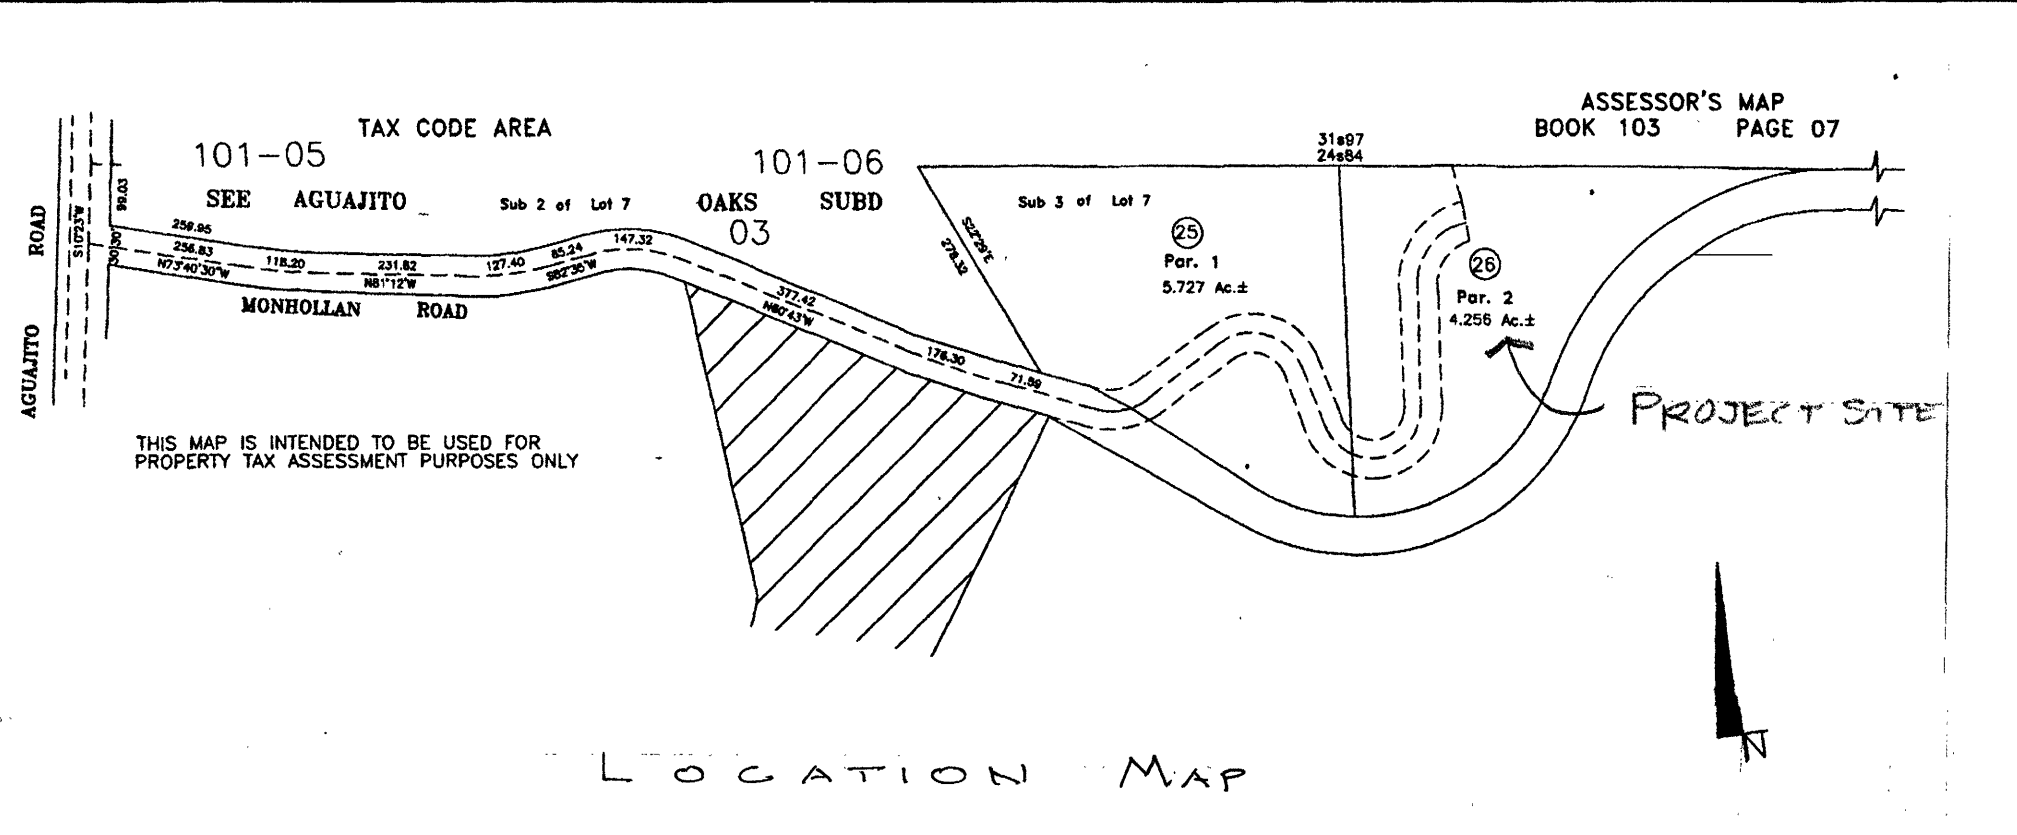 ASSESSOR'S MAP
BOOK 103 PAGE 07
TAX CODE AREA
101-05
101-06
31s97
24s84
SEE AGUAJITO
Sub 2 of Lot 7
OAKS SUBD
03
Sub 3 of Lot 7
99.03
S10°23'W
30|30'
AGUAJITO ROAD
259.95
256.83
N73°40'30"W
118.20
231.82
N81°12'W
127.40
85.24
S82°36'W
147.32
MONHOLLAN ROAD
377.42
N60°43'W
176.30
71.59
S22°29'E
278.32
25
Par. 1
5.727 Ac.±
26
Par. 2
4.256 Ac.±
PROJECT SITE
THIS MAP IS INTENDED TO BE USED FOR
PROPERTY TAX ASSESSMENT PURPOSES ONLY
N
LOCATION MAP